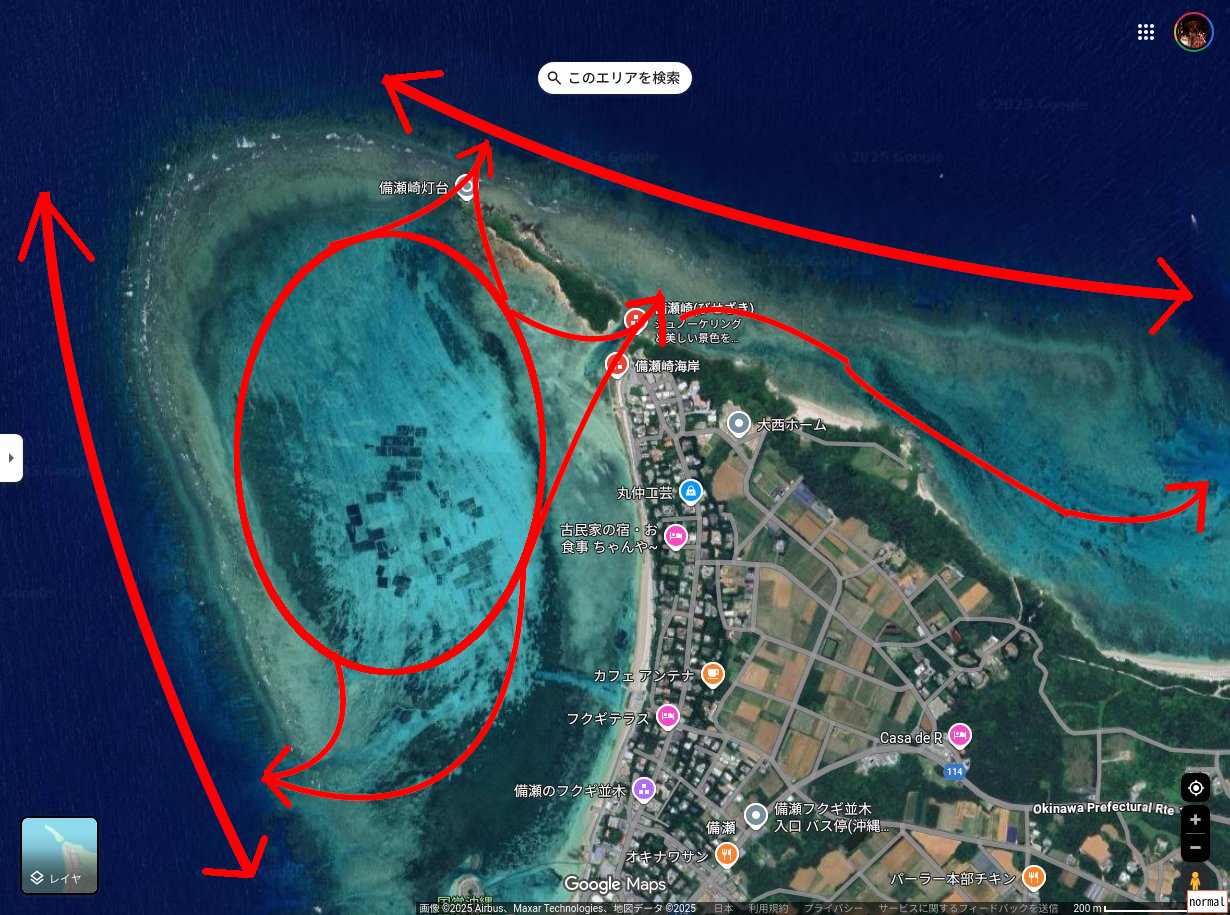 このエリアを検索
© 2025 Google
2025 Google
2025 Google
備瀬崎灯台
備瀬崎(びせざき)
シュノーケリング
と美しい景色を...
備瀬崎海岸
大西ホーム
丸仲工芸
古民家の宿・お
食事 ちゃんや~
カフェ アンテナ
フクギテラス
Casa de R
114
備瀬のフクギ並木
備瀬フクギ並木
入口 バス停(沖縄...
Okinawa Prefectural Rte
備瀬
オキナワサン
パーラー本部チキン
レイヤ
Google Maps
normal
画像 ©2025 Airbus、Maxar Technologies、地図データ ©2025
日本
利用規約
プライバシー
サービスに関するフィードバックを送信
200 m